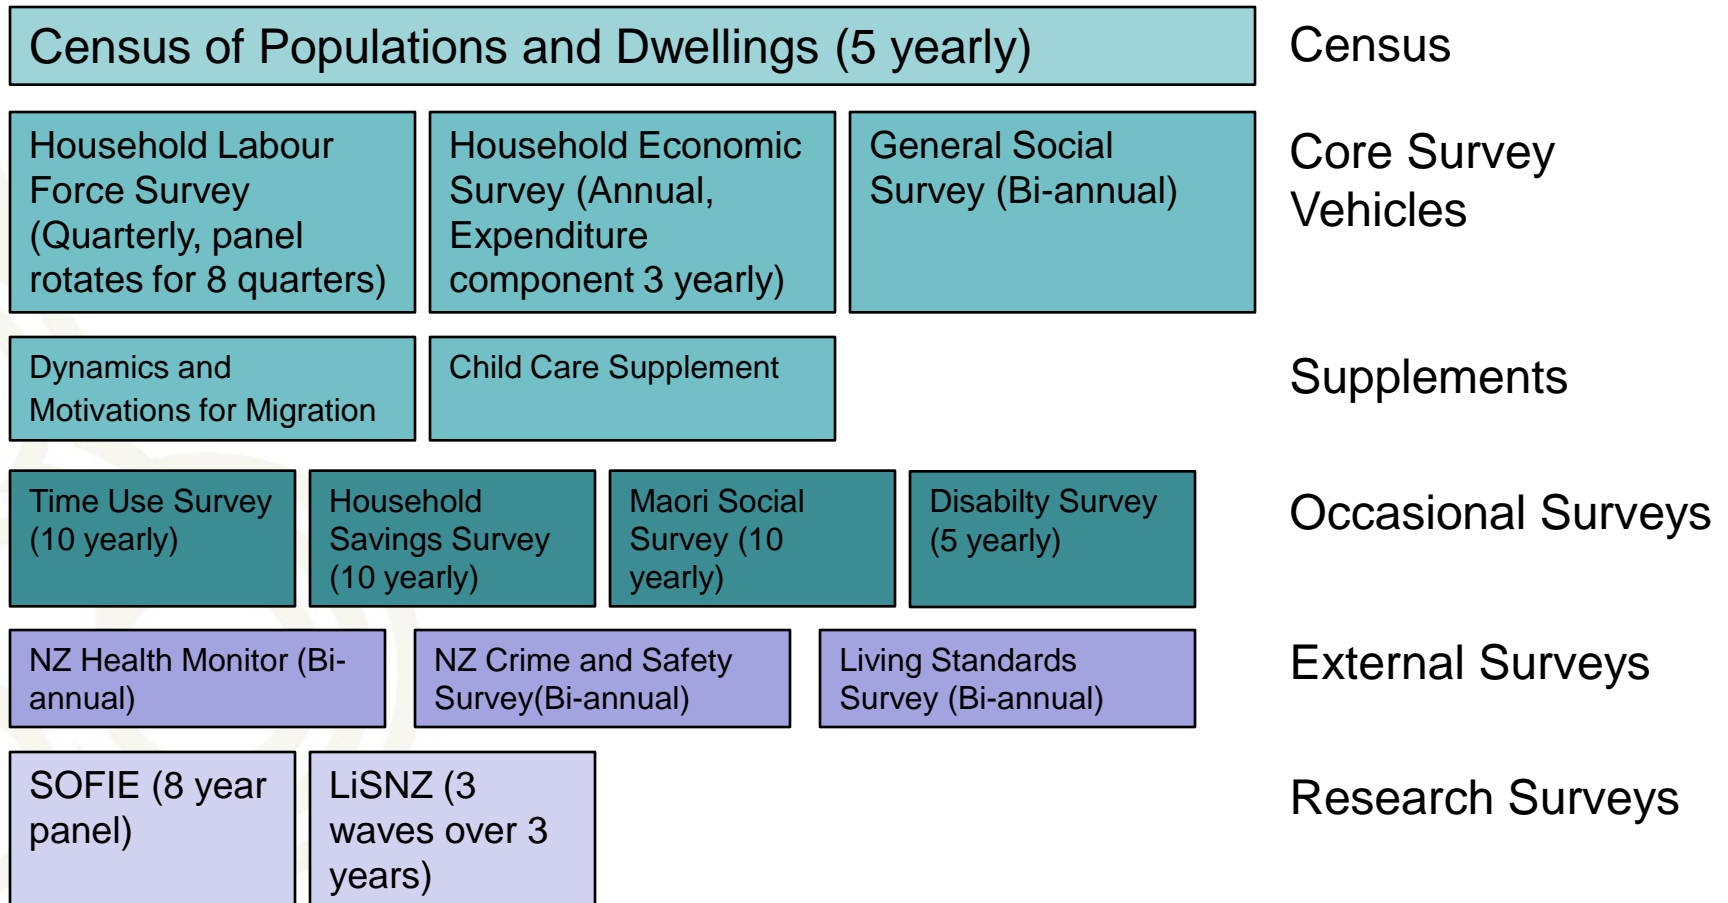 Census of Populations and Dwellings (5 yearly)
Census
Household Labour
Force Survey
(Quarterly, panel
rotates for 8 quarters)
Household Economic
Survey (Annual,
Expenditure
component 3 yearly)
General Social
Survey (Bi-annual)
Core Survey
Vehicles
Dynamics and
Motivations for Migration
Child Care Supplement
Supplements
Time Use Survey
(10 yearly)
Household
Savings Survey
(10 yearly)
Maori Social
Survey (10
yearly)
Disabilty Survey
(5 yearly)
Occasional Surveys
NZ Health Monitor (Bi-
annual)
NZ Crime and Safety
Survey(Bi-annual)
Living Standards
Survey (Bi-annual)
External Surveys
SOFIE (8 year
panel)
LiSNZ (3
waves over 3
years)
Research Surveys